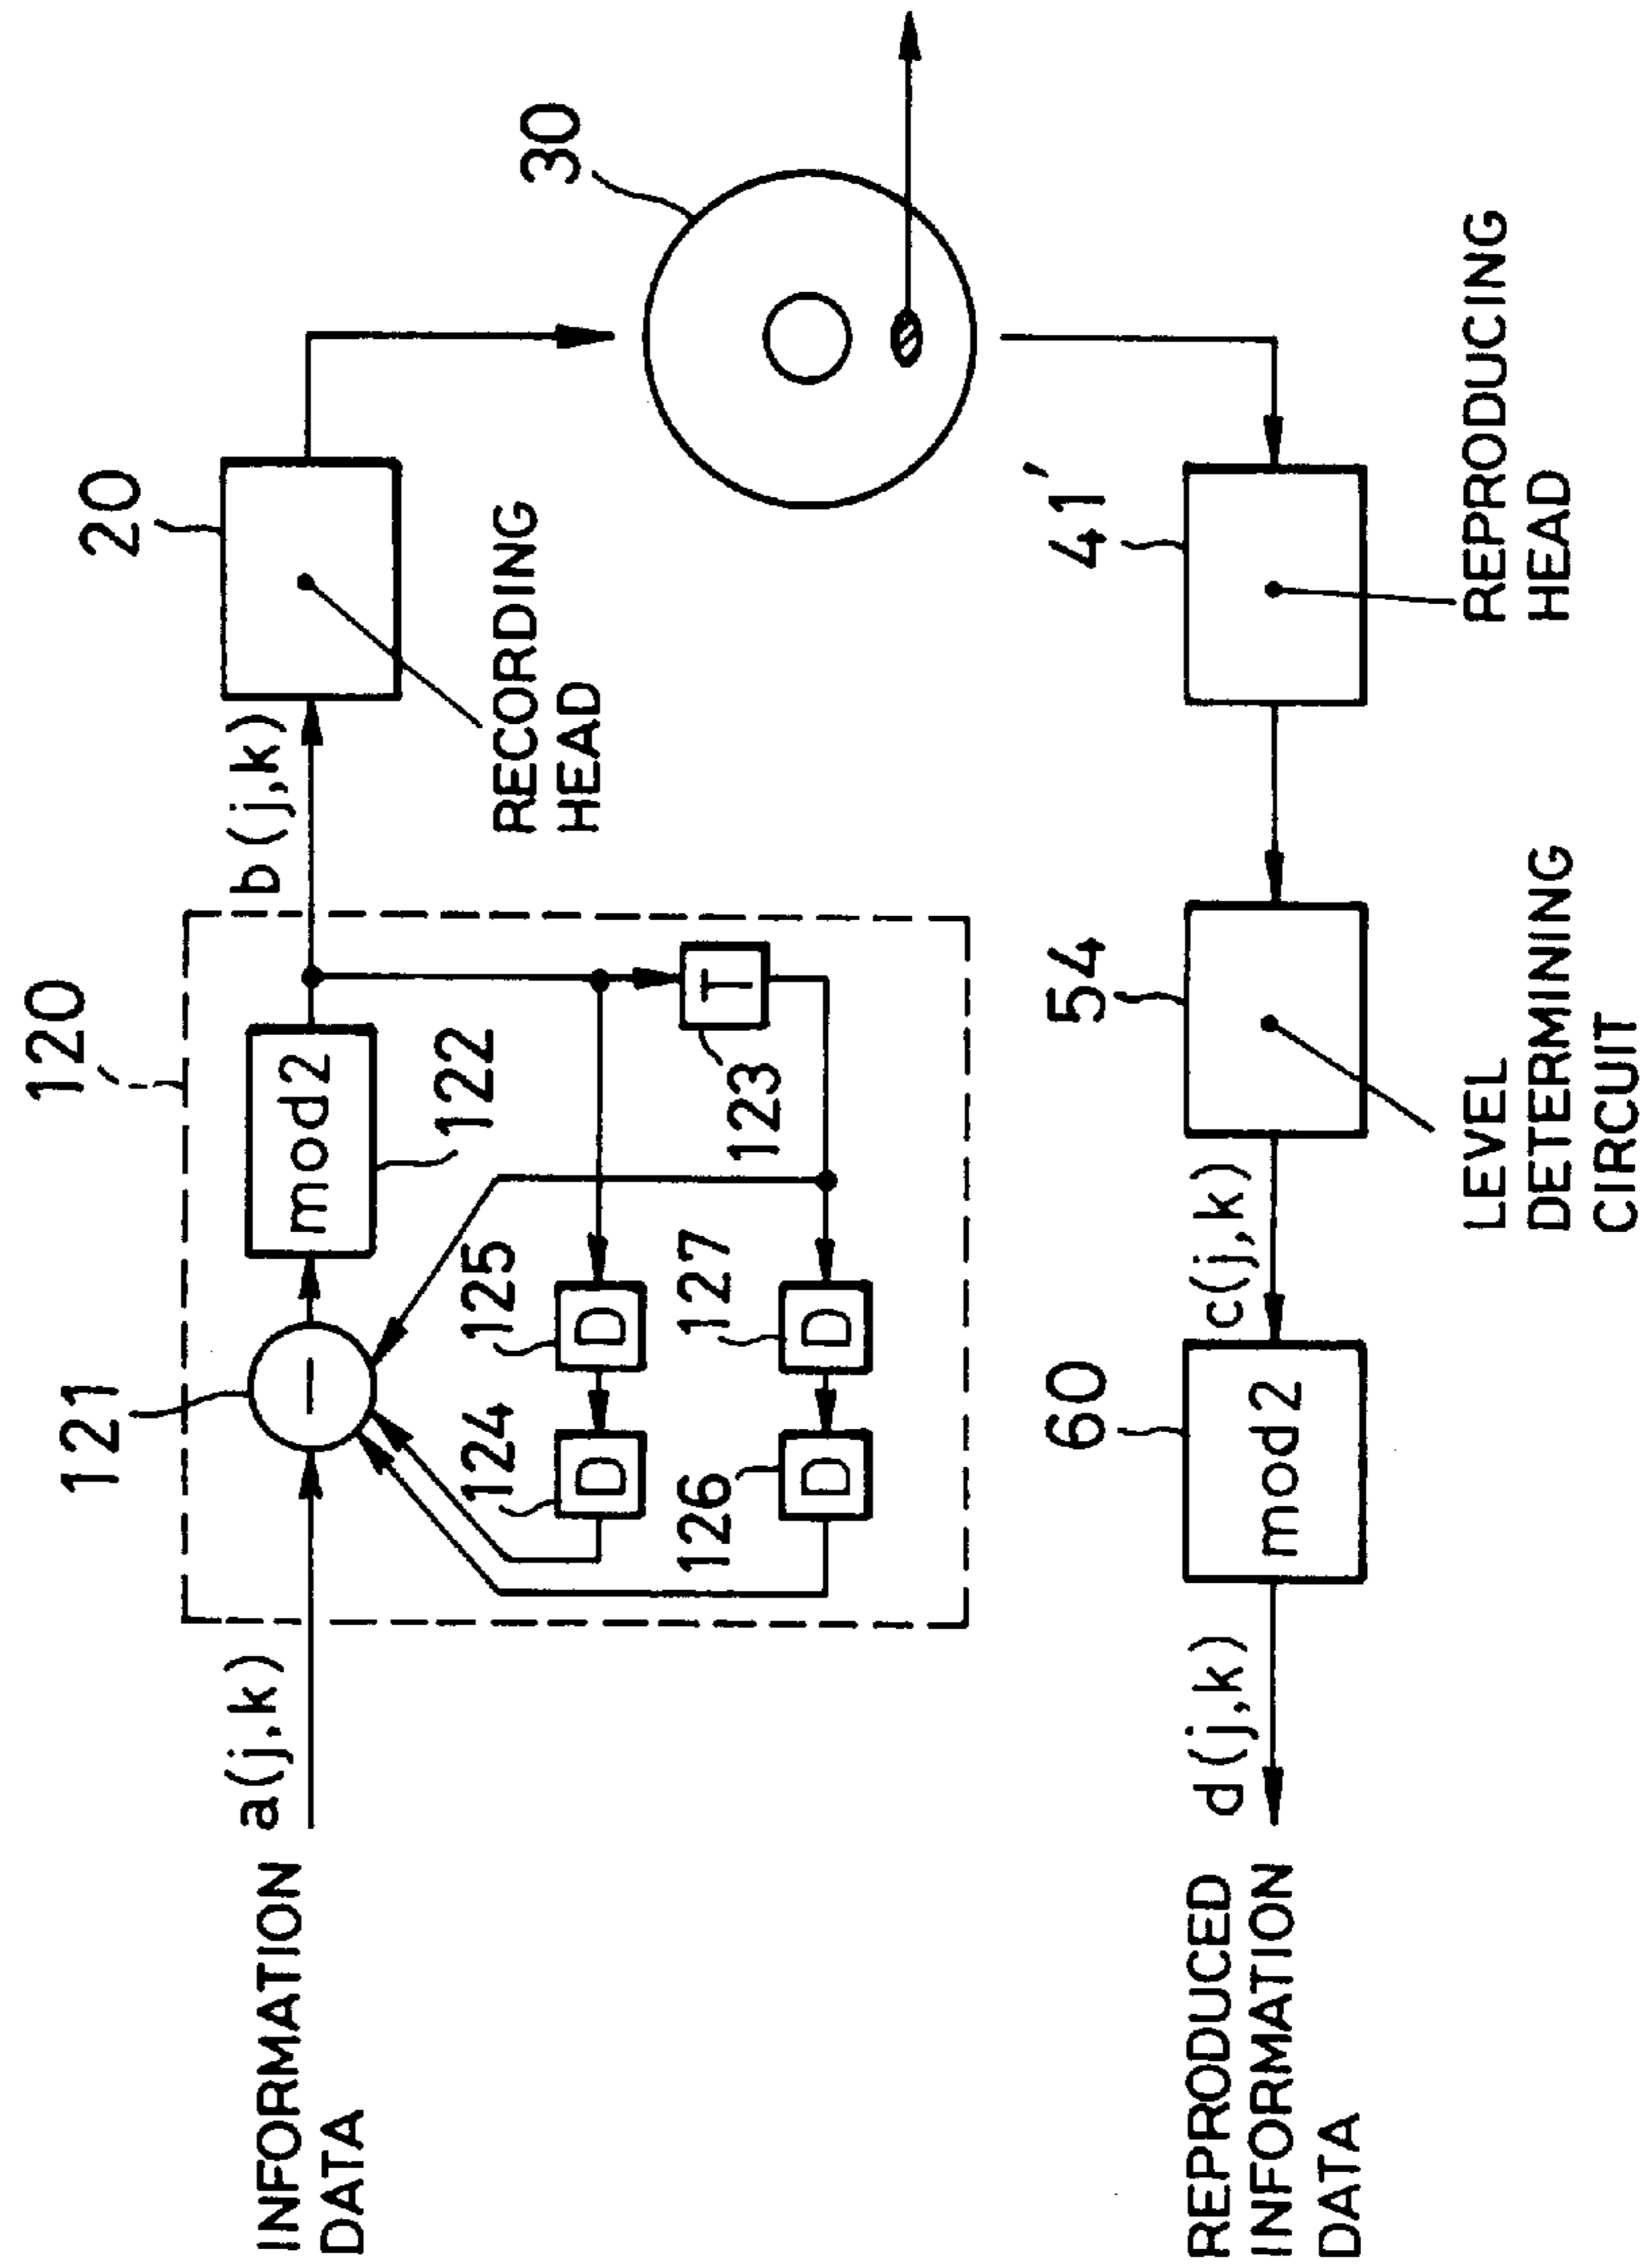 INFORMATION
DATA
a(j,k)
121
120
mod2
122
b(j,k)
20
RECORDING
HEAD
30
T
123
125
D
124
D
127
D
126
D
REPRODUCED
INFORMATION
DATA
d(j,k)
60
mod2
c(j,k)
54
LEVEL
DETERMINING
CIRCUIT
41'
REPRODUCING
HEAD